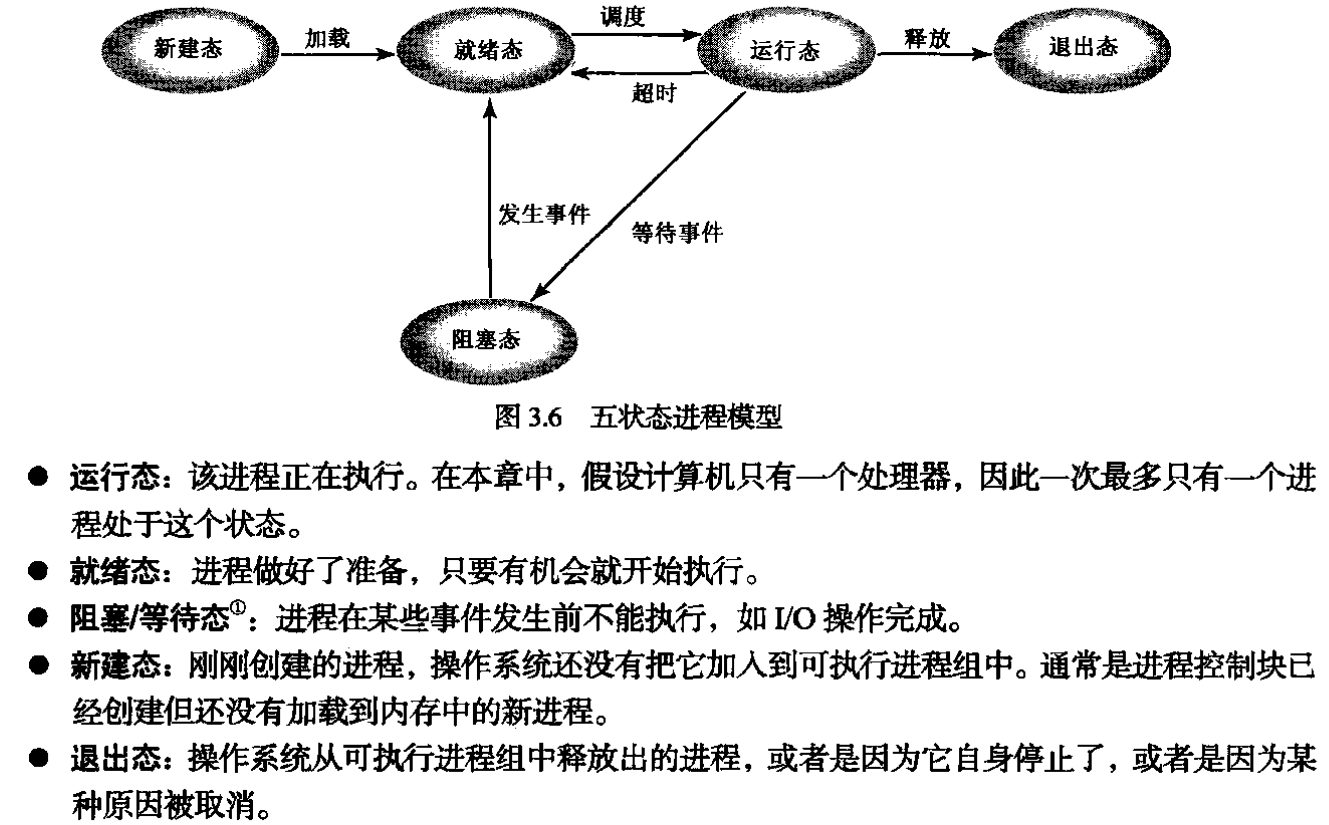 调度
新建态 加载 就绪态 运行态 释放 退出态
超时
发生事件
等待事件
阻塞态
图 3.6 五状态进程模型
● 运行态：该进程正在执行。在本章中，假设计算机只有一个处理器，因此一次最多只有一个进
程处于这个状态。
● 就绪态：进程做好了准备，只要有机会就开始执行。
● 阻塞/等待态①：进程在某些事件发生前不能执行，如 I/O 操作完成。
● 新建态：刚刚创建的进程，操作系统还没有把它加入到可执行进程组中。通常是进程控制块已
经创建但还没有加载到内存中的新进程。
● 退出态：操作系统从可执行进程组中释放出的进程，或者是因为它自身停止了，或者是因为某
种原因被取消。